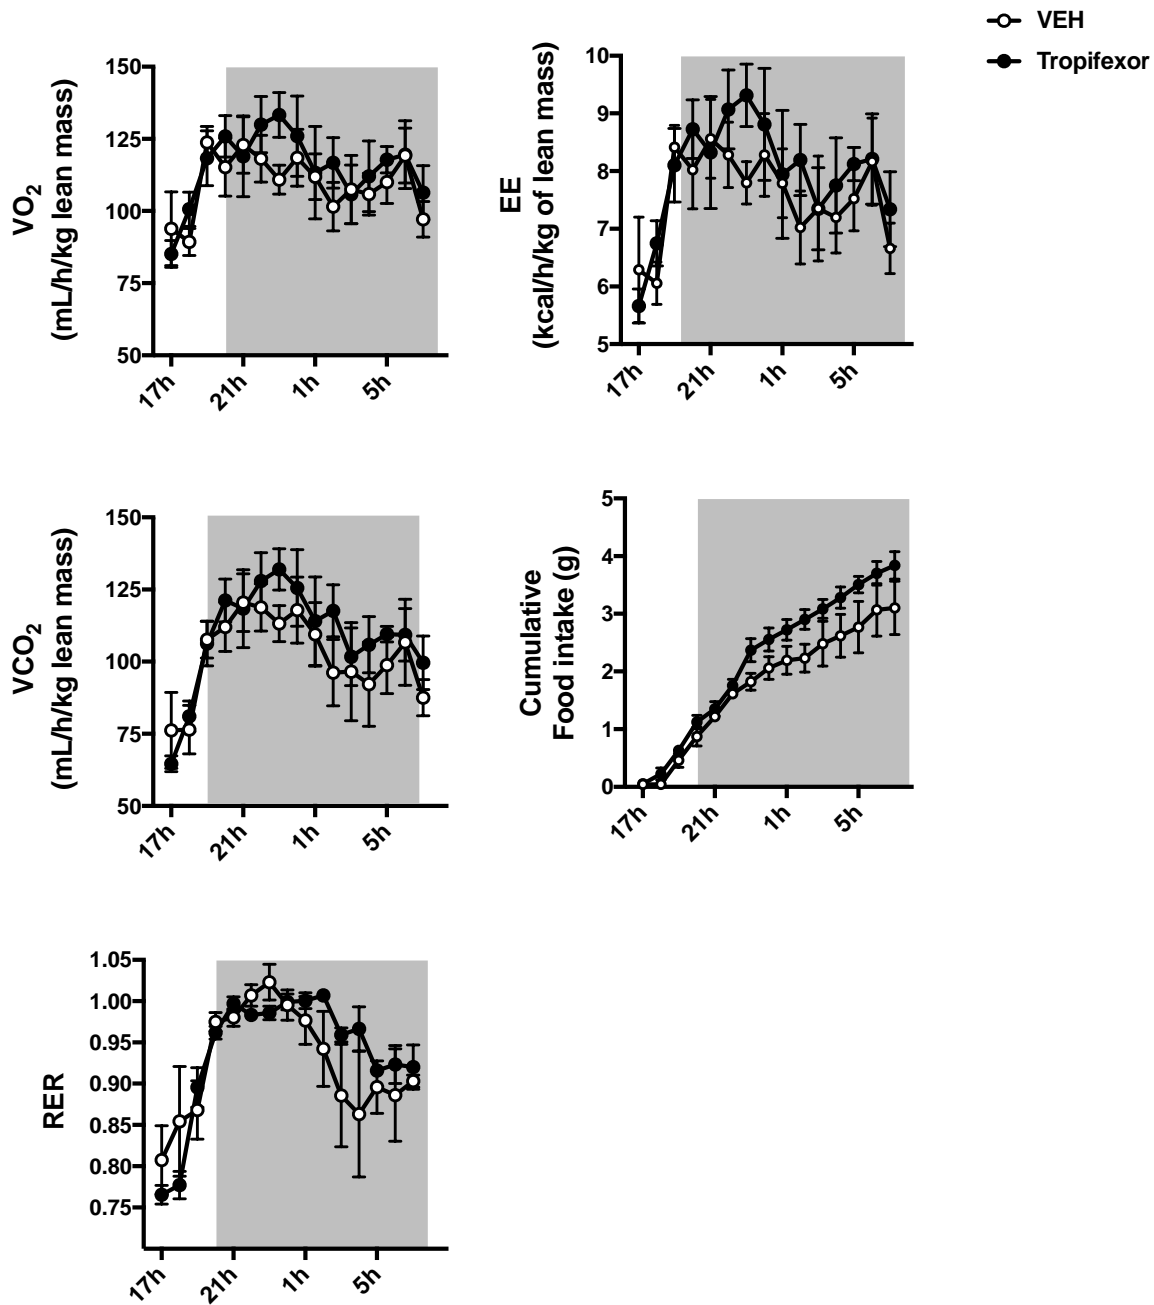 VEH
Tropifexor
VO2
(mL/h/kg lean mass)
150
125
100
75
50
17h
21h
1h
5h
EE
(kcal/h/kg of lean mass)
10
9
8
7
6
5
17h
21h
1h
5h
VCO2
(mL/h/kg lean mass)
150
125
100
75
50
17h
21h
1h
5h
Cumulative
Food intake (g)
5
4
3
2
1
0
17h
21h
1h
5h
RER
1.05
1.00
0.95
0.90
0.85
0.80
0.75
17h
21h
1h
5h